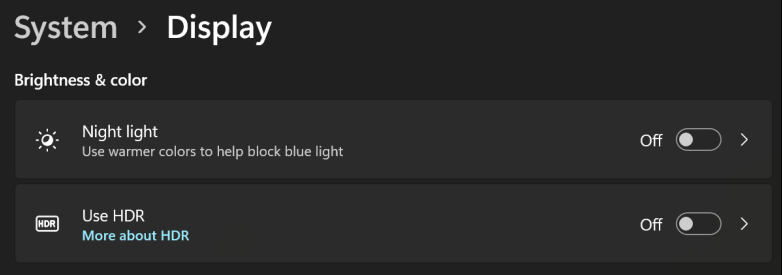 System > Display
Brightness & color
Night light
Use warmer colors to help block blue light
Off
HDR
Use HDR
More about HDR
Off